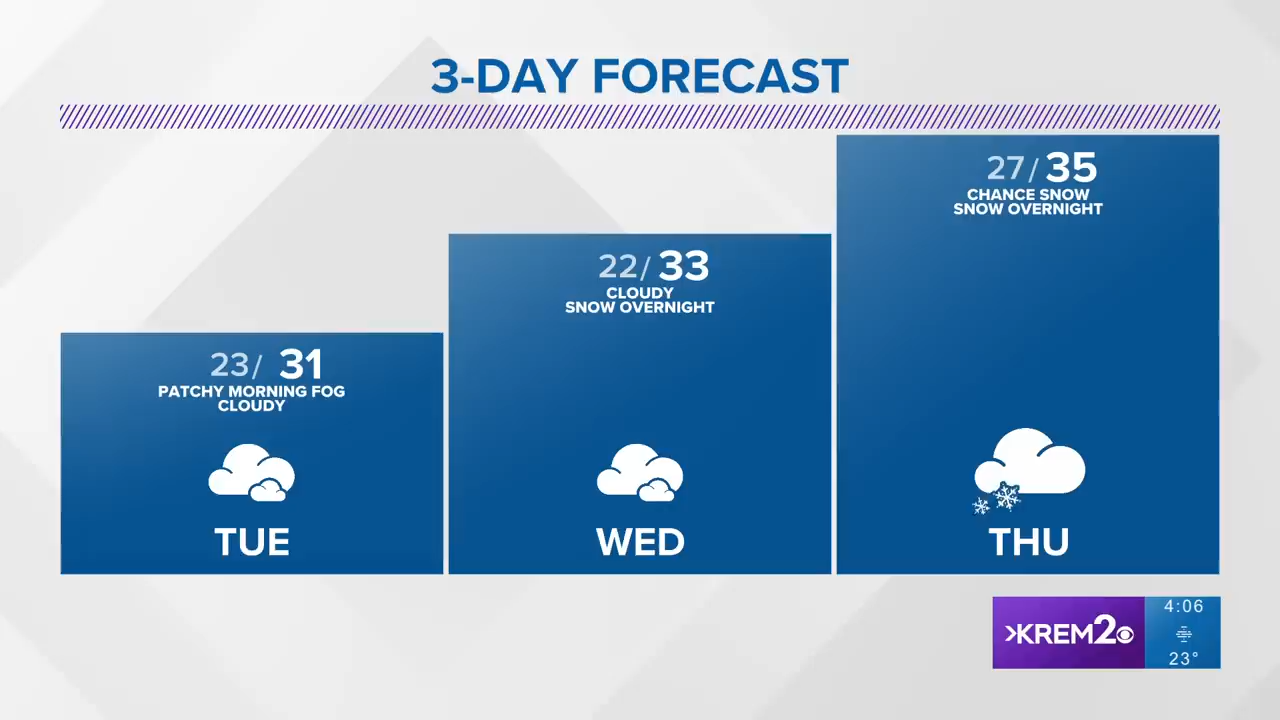 3-DAY FORECAST
23/ 31
PATCHY MORNING FOG
CLOUDY
TUE
22/ 33
CLOUDY
SNOW OVERNIGHT
WED
27/ 35
CHANCE SNOW
SNOW OVERNIGHT
THU
KREM2
4:06
23°